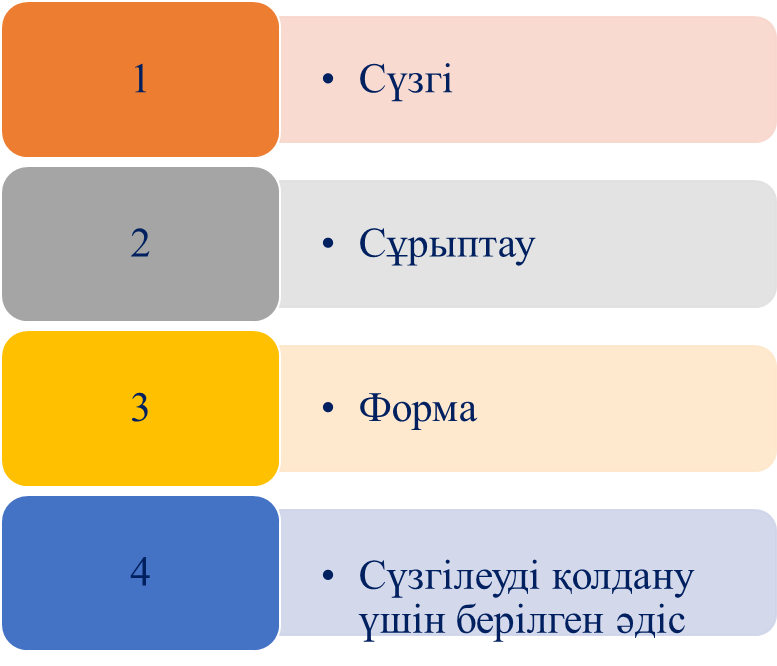 1
• Сүзгі
2
• Сұрыптау
3
• Форма
4
• Сүзгілеуді қолдану
үшін берілген әдіс